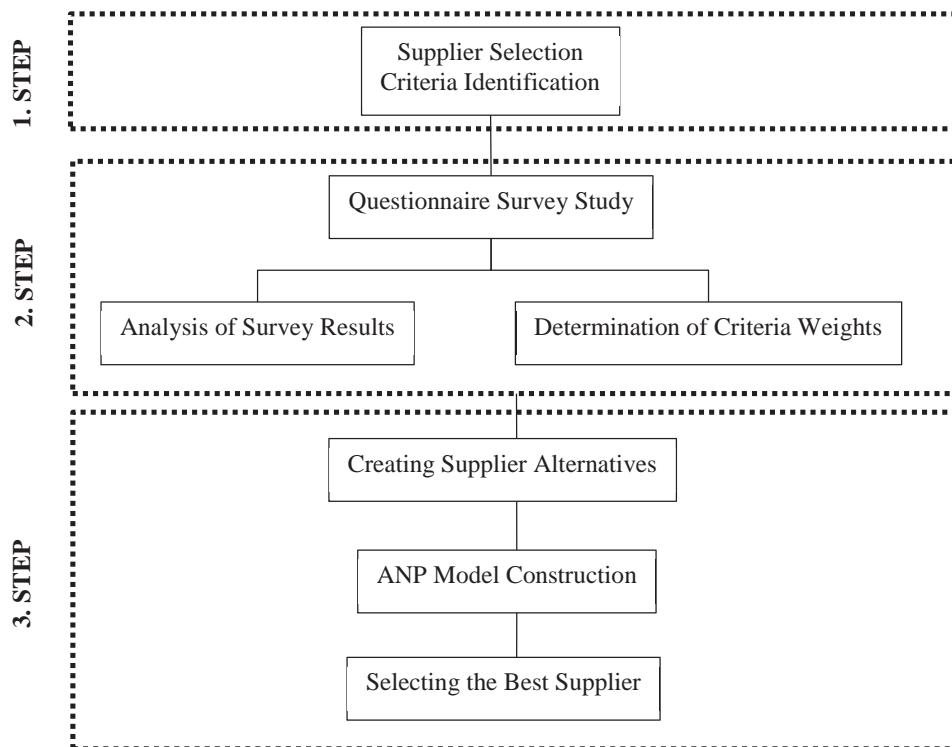 1. STEP
Supplier Selection
Criteria Identification
2. STEP
Questionnaire Survey Study
Analysis of Survey Results
Determination of Criteria Weights
3. STEP
Creating Supplier Alternatives
ANP Model Construction
Selecting the Best Supplier